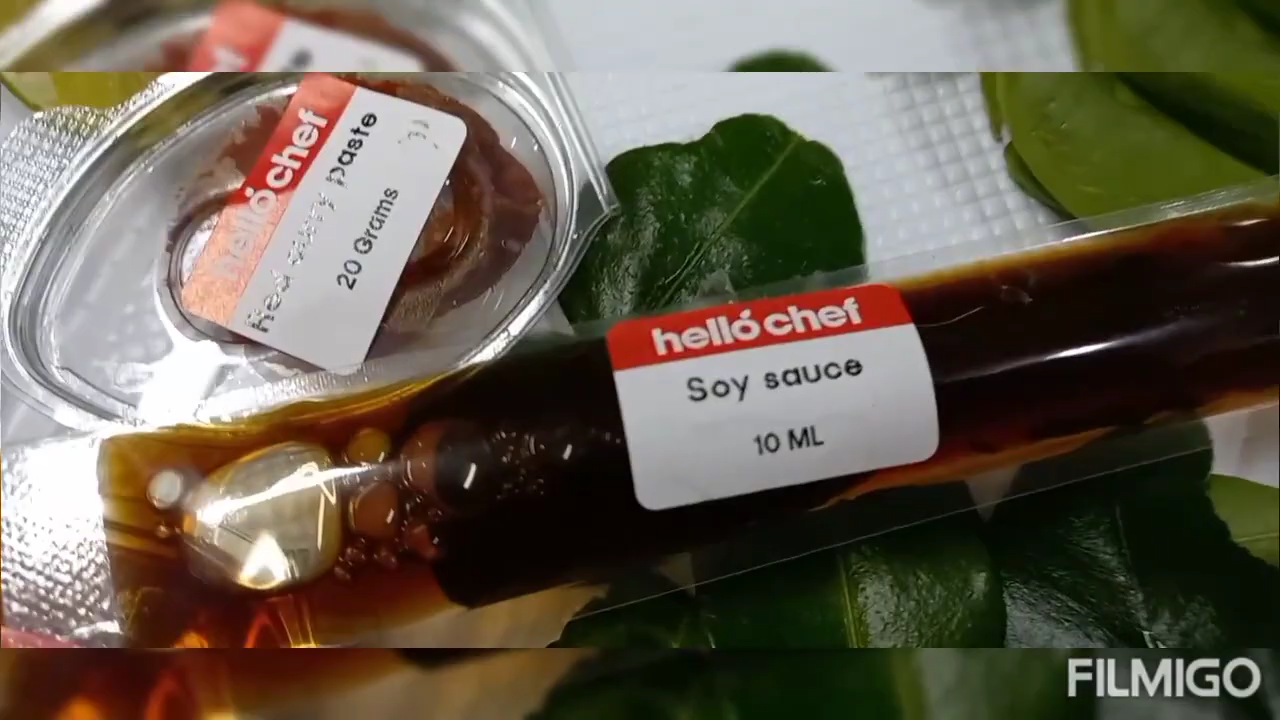 hellóchef
Red curry paste
20 Grams
hellóchef
Soy sauce
10 ML
FILMIGO